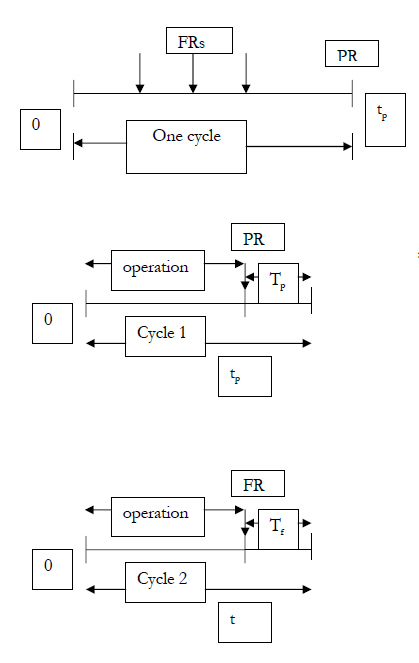 FRs
PR
0
tp
One cycle
PR
operation
Tp
0
Cycle 1
tp
FR
operation
Tf
0
Cycle 2
t